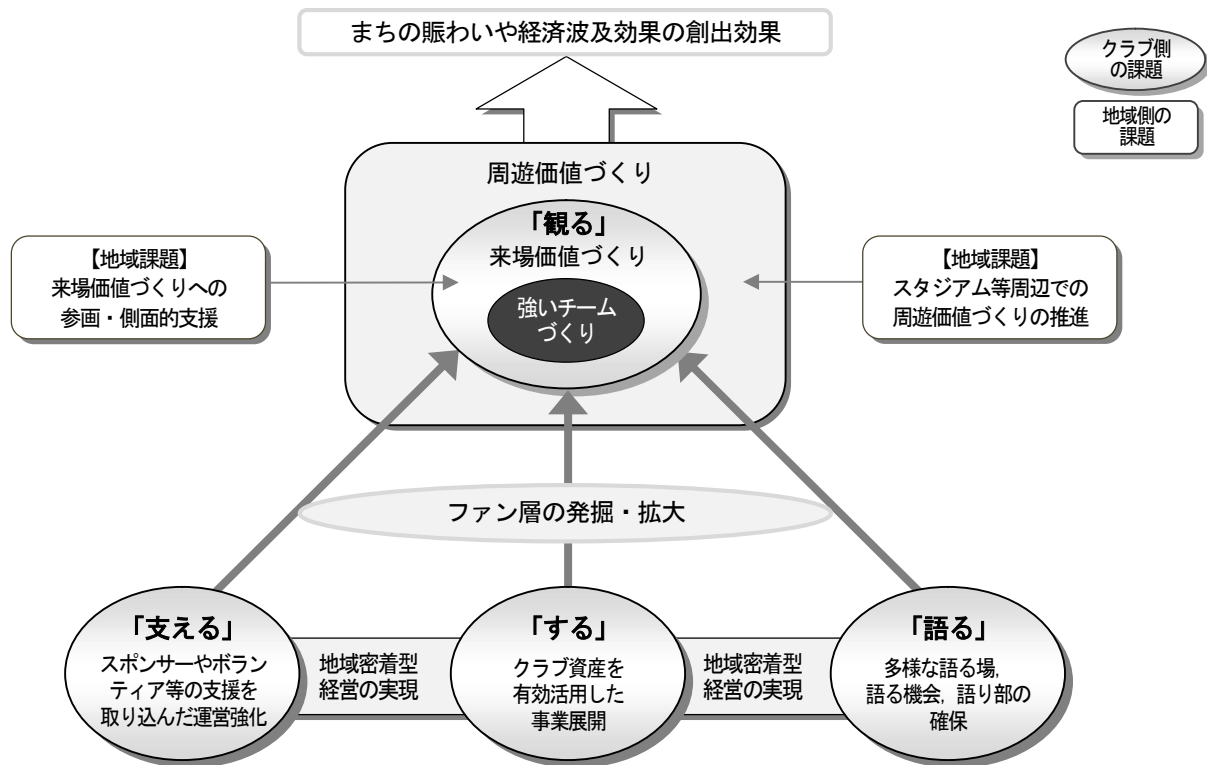 まちの賑わいや経済波及効果の創出効果
クラブ側
の課題
地域側の
課題
周遊価値づくり
「観る」
来場価値づくり
強いチーム
づくり
【地域課題】
来場価値づくりへの
参画・側面的支援
【地域課題】
スタジアム等周辺での
周遊価値づくりの推進
ファン層の発掘・拡大
「支える」
スポンサーやボラン
ティア等の支援を
取り込んだ運営強化
地域密着型
経営の実現
「する」
クラブ資産を
有効活用した
事業展開
地域密着型
経営の実現
「語る」
多様な語る場，
語る機会，語り部の
確保